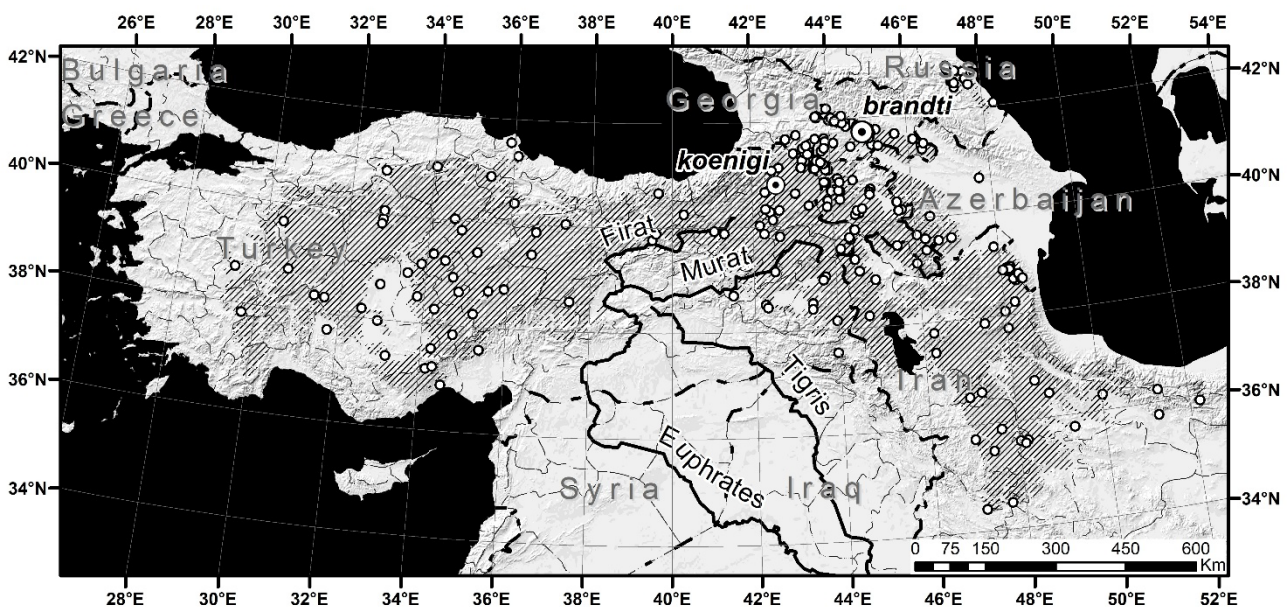 26°E 28°E 30°E 32°E 34°E 36°E 38°E 40°E 42°E 44°E 46°E 48°E 50°E 52°E 54°E
42°N
42°N
Bulgaria
Russia
Georgia
brandti
Greece
40°N
koenigi
40°N
Azerbaijan
Turkey
Firat
Murat
38°N
38°N
36°N
Iran
Tigris
36°N
Euphrates
Syria
Iraq
34°N
34°N
0 75 150 300 450 600
Km
28°E 30°E 32°E 34°E 36°E 38°E 40°E 42°E 44°E 46°E 48°E 50°E 52°E